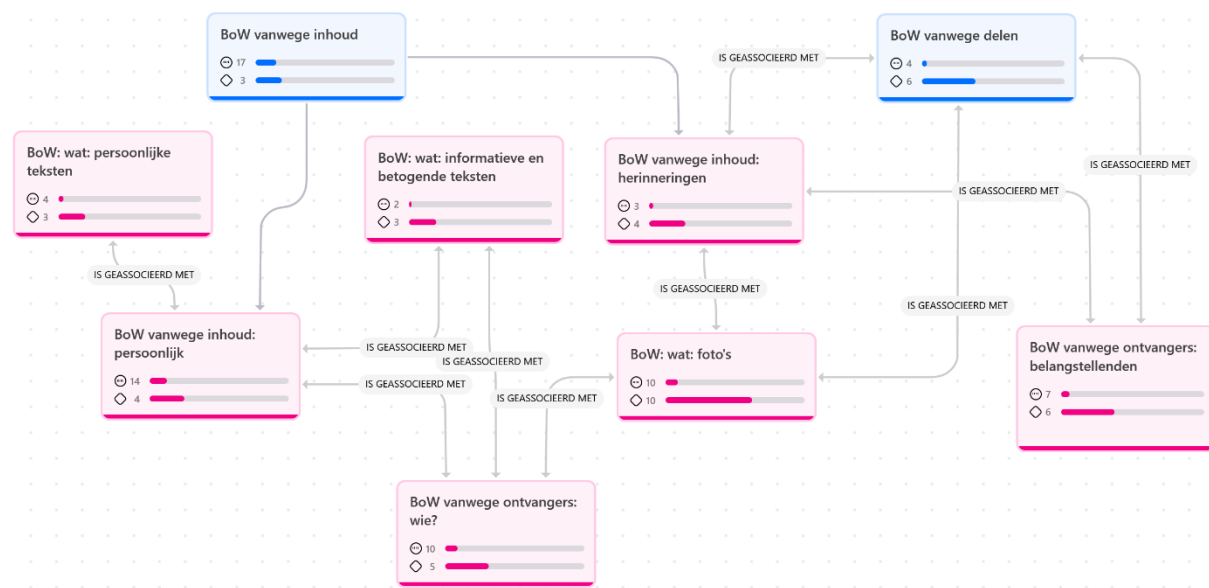 BoW vanwege inhoud
17
3
BoW vanwege delen
4
6
IS GEASSOCIEERD MET
BoW: wat: persoonlijke
teksten
4
3
BoW: wat: informatieve en
betogende teksten
2
3
BoW vanwege inhoud:
herinneringen
3
4
IS GEASSOCIEERD MET
IS GEASSOCIEERD MET
IS GEASSOCIEERD MET
IS GEASSOCIEERD MET
IS GEASSOCIEERD MET
BoW vanwege inhoud:
persoonlijk
14
4
IS GEASSOCIEERD MET
IS GEASSOCIEERD MET
IS GEASSOCIEERD MET
IS GEASSOCIEERD MET
BoW: wat: foto's
10
10
BoW vanwege ontvangers:
belangstellenden
7
6
BoW vanwege ontvangers:
wie?
10
5